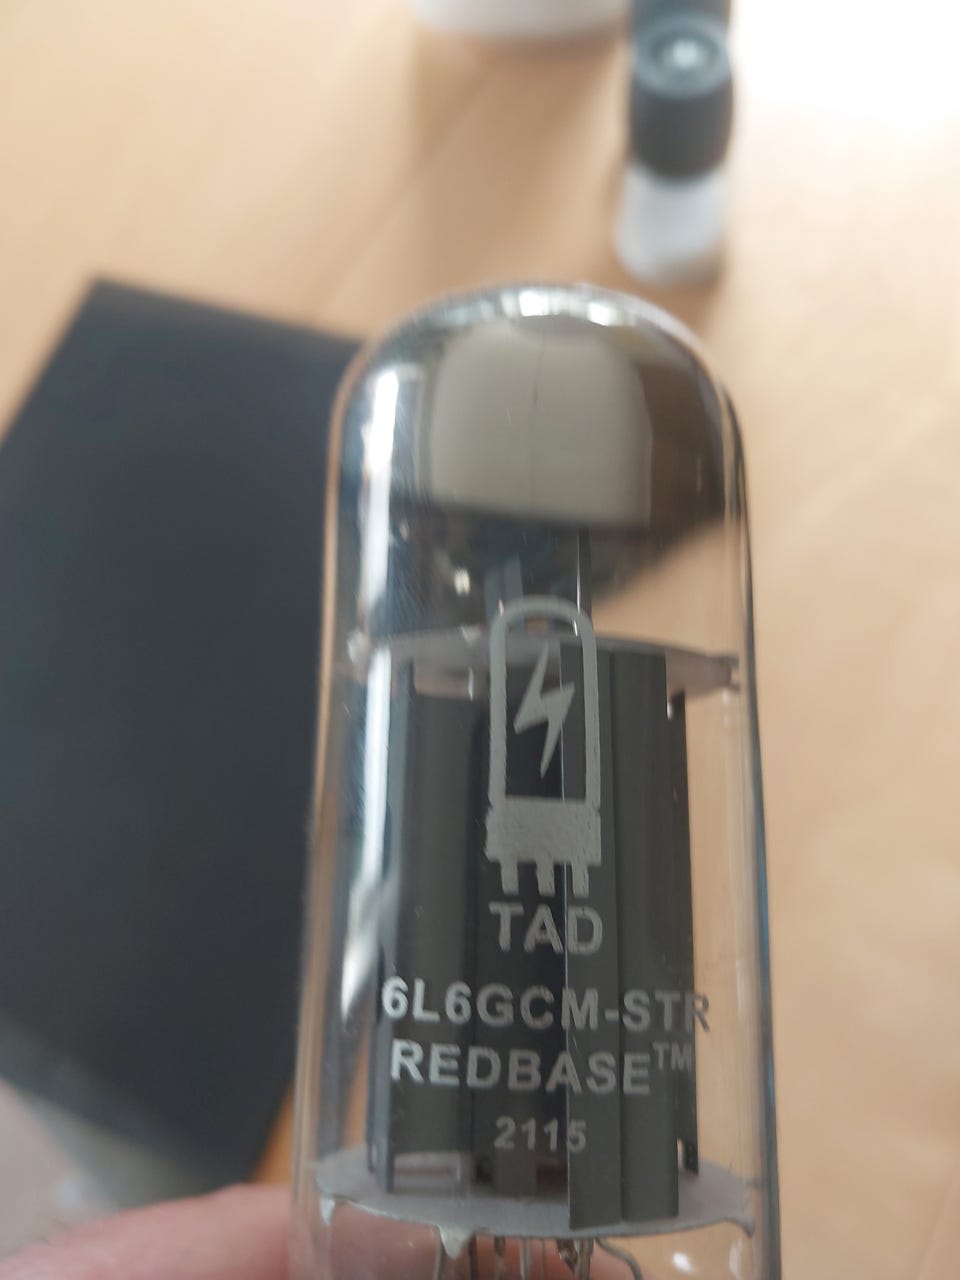 TAD
6L6GCM-STR
REDBASE™
2115